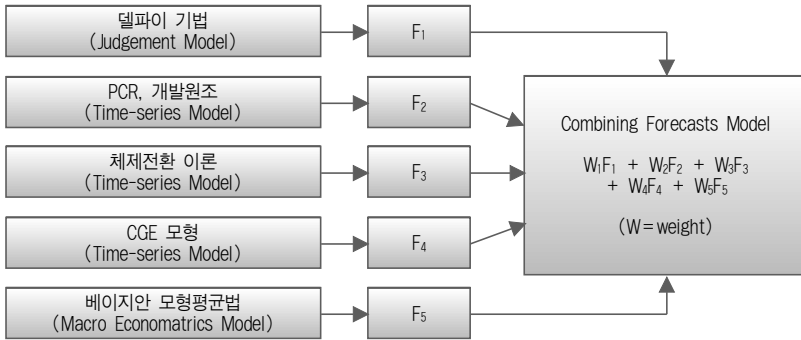 델파이 기법
(Judgement Model)
F₁
PCR, 개발원조
(Time-series Model)
F₂
체제전환 이론
(Time-series Model)
F₃
CGE 모형
(Time-series Model)
F₄
베이지안 모형평균법
(Macro Economatrics Model)
F₅
Combining Forecasts Model
W₁F₁ + W₂F₂ + W₃F₃
+ W₄F₄ + W₅F₅
(W=weight)